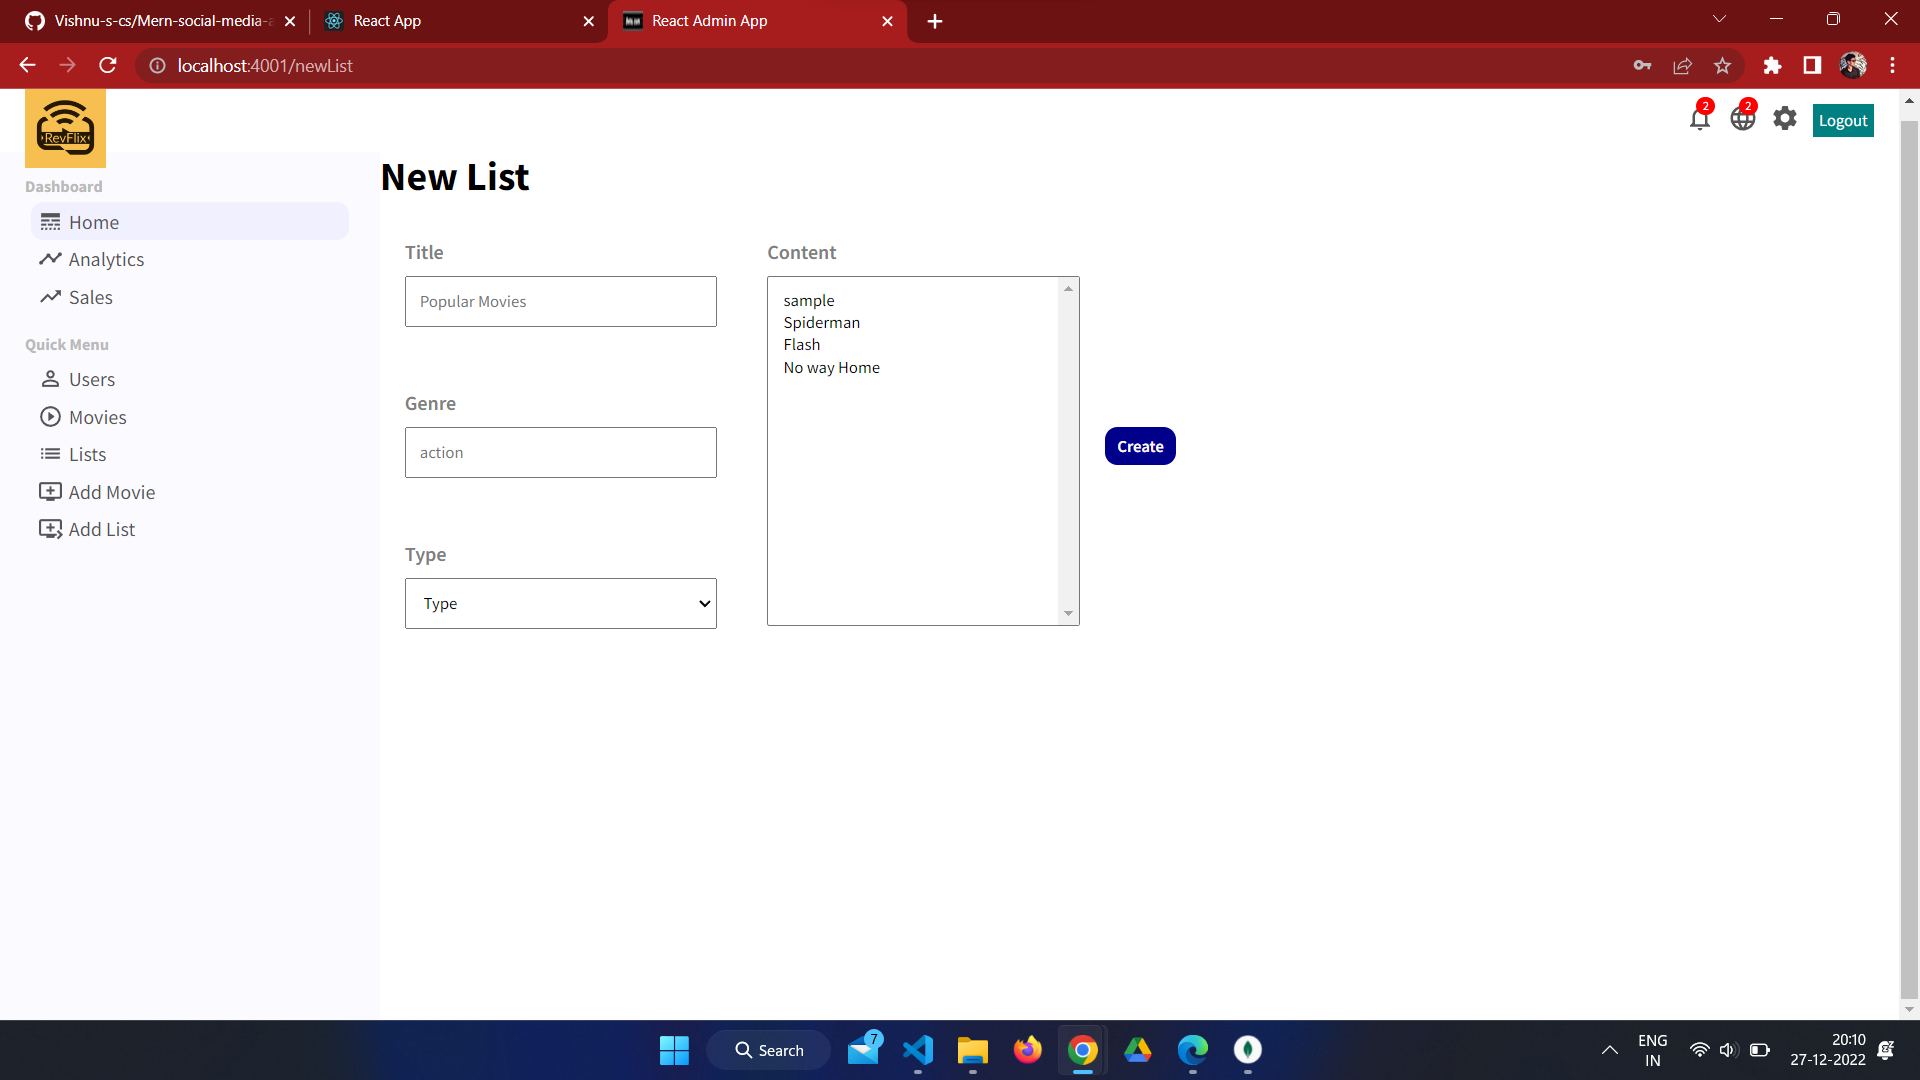 Vishnu-s-cs/Mern-social-media-a
React App
React Admin App
localhost:4001/newList
RevFlix
2
2
Logout
Dashboard
Home
Analytics
Sales
Quick Menu
Users
Movies
Lists
Add Movie
Add List
New List
Title
Popular Movies
Genre
action
Type
Type
Content
sample
Spiderman
Flash
No way Home
Create
Search
7
ENG
IN
20:10
27-12-2022